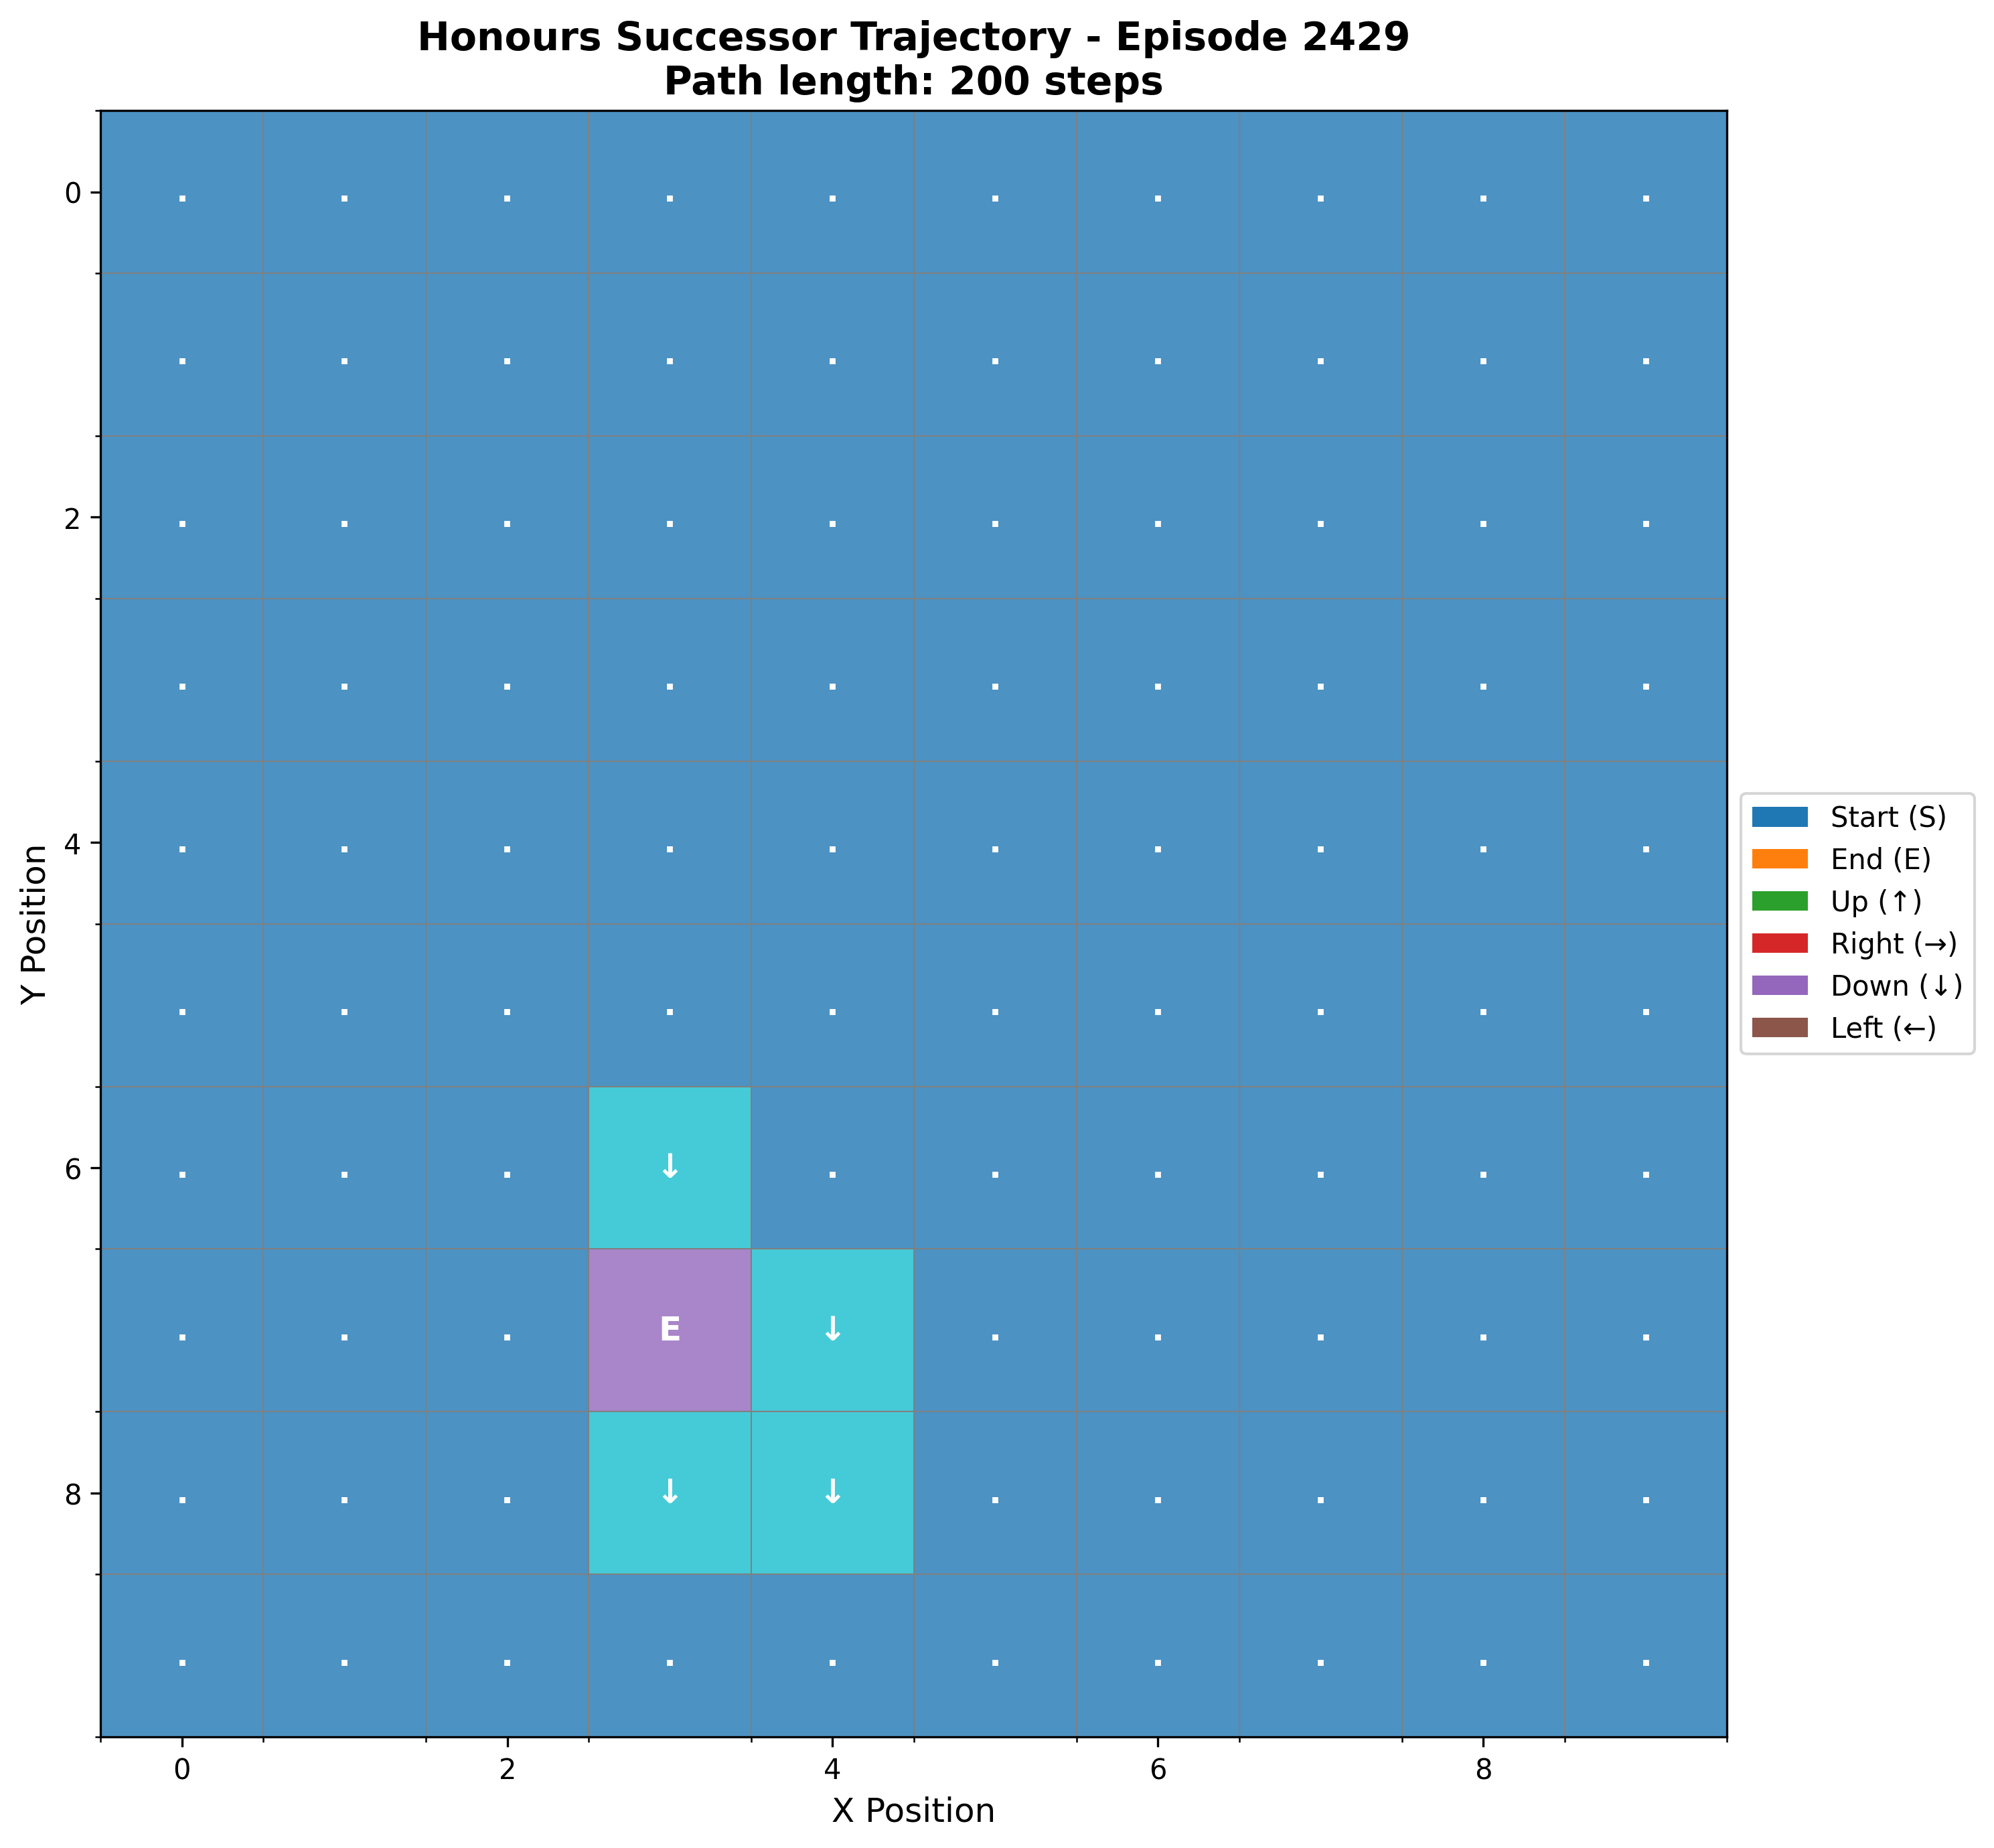 Honours Successor Trajectory - Episode 2429
Path length: 200 steps
0
2
4
6
8
Y Position
↓
E ↓
↓ ↓
0 2 4 6 8
X Position
Start (S)
End (E)
Up (↑)
Right (→)
Down (↓)
Left (←)